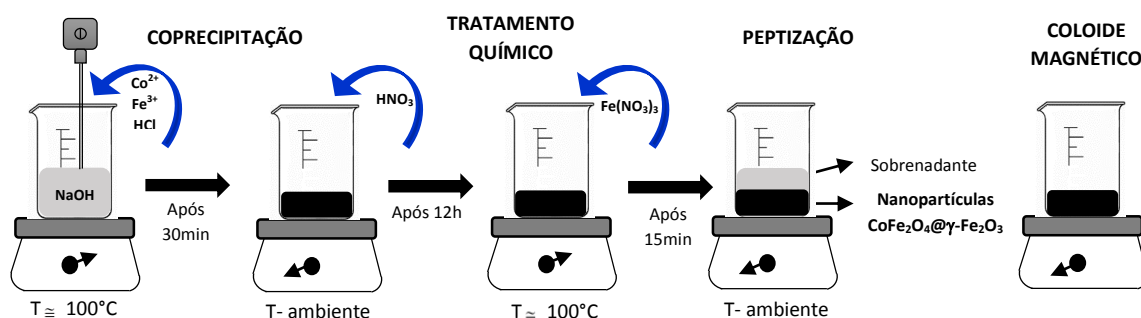 COPRECIPITAÇÃO
TRATAMENTO
QUÍMICO
PEPTIZAÇÃO
COLOIDE
MAGNÉTICO
Co²⁺
Fe³⁺
HCl
HNO₃
Fe(NO₃)₃
NaOH
Sobrenadante
Nanopartículas
CoFe₂O₄@γ-Fe₂O₃
Após
30min
Após 12h
Após
15min
T ≅ 100°C
T- ambiente
T ≃ 100°C
T- ambiente